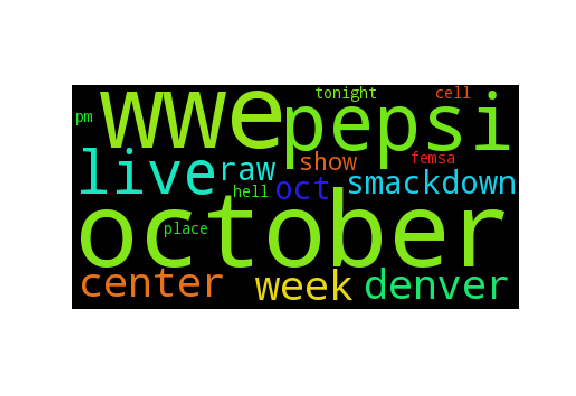 tonight cell
wwe pepsi
pm
live raw show femsa
hell oct smackdown
october
place
center week denver